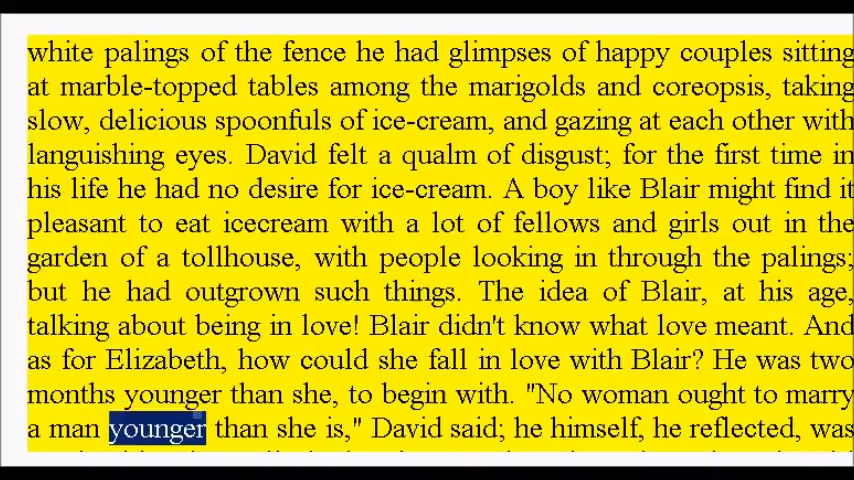 white palings of the fence he had glimpses of happy couples sitting
at marble-topped tables among the marigolds and coreopsis, taking
slow, delicious spoonfuls of ice-cream, and gazing at each other with
languishing eyes. David felt a qualm of disgust; for the first time in
his life he had no desire for ice-cream. A boy like Blair might find it
pleasant to eat icecream with a lot of fellows and girls out in the
garden of a tollhouse, with people looking in through the palings;
but he had outgrown such things. The idea of Blair, at his age,
talking about being in love! Blair didn't know what love meant. And
as for Elizabeth, how could she fall in love with Blair? He was two
months younger than she, to begin with. "No woman ought to marry
a man younger than she is," David said; he himself, he reflected, was